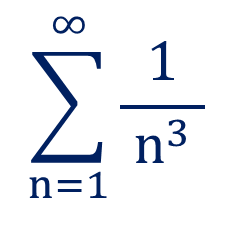 ∞
∑ 1/n³
n=1